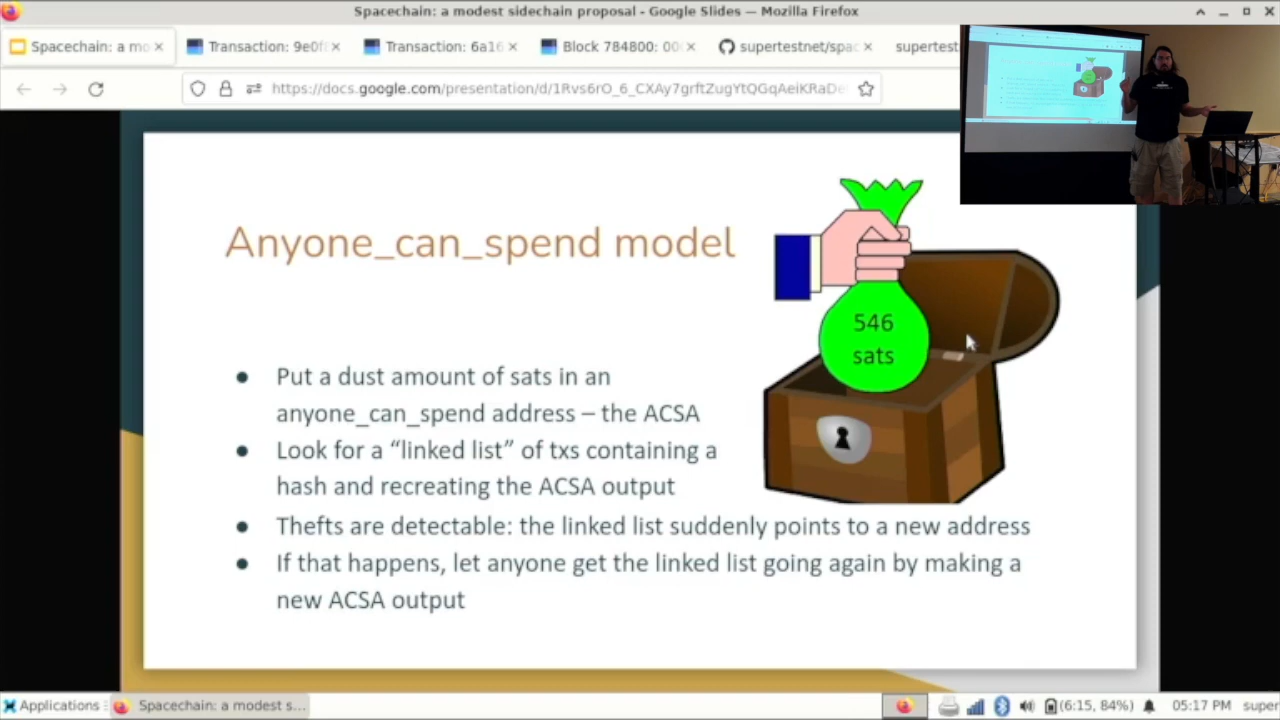 Spacechain: a modest sidechain proposal - Google Slides — Mozilla Firefox
Spacechain: a mo
Transaction: 9e0f
Transaction: 6a16
Block 784800: 00
supertestnet/spac
supertest
https://docs.google.com/presentation/d/1Rvs6rO_6_CXAy7grftZugYtQGqAeiKRaDe
Anyone_can_spend model
546
sats
● Put a dust amount of sats in an
anyone_can_spend address – the ACSA
● Look for a “linked list” of txs containing a
hash and recreating the ACSA output
● Thefts are detectable: the linked list suddenly points to a new address
● If that happens, let anyone get the linked list going again by making a
new ACSA output
Applications
Spacechain: a modest s...
(6:15, 84%)
05:17 PM
super